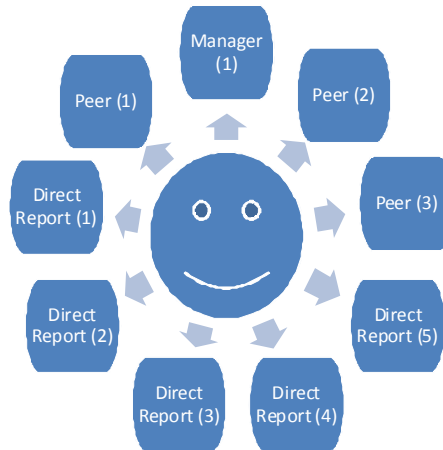 Manager
(1)
Peer (1)
Peer (2)
Direct
Report (1)
Peer (3)
Direct
Report (2)
Direct
Report (5)
Direct
Report (3)
Direct
Report (4)